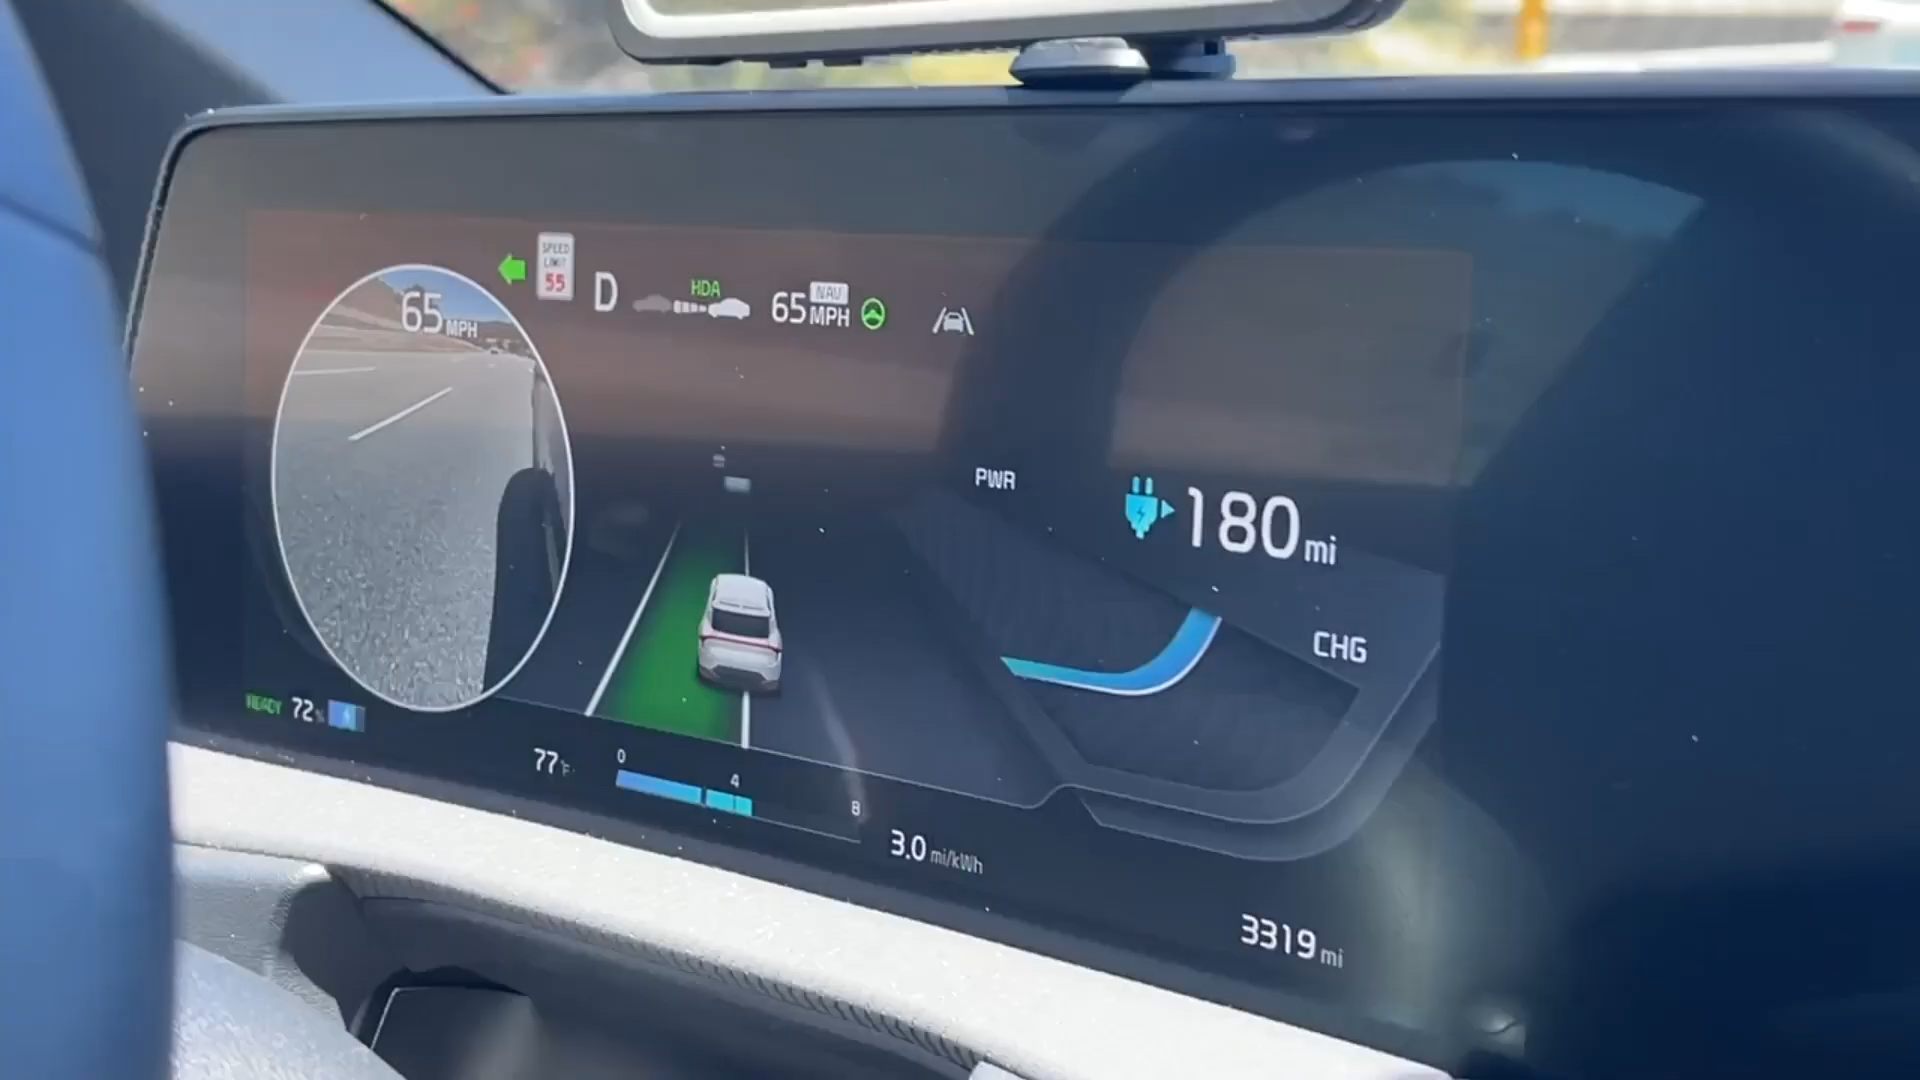 SPEED
LIMIT
55
D
HDA
65 MPH
NAV
65 MPH
PWR
180 mi
CHG
READY 72%
77°F
0 4 8
3.0 mi/kWh
3319 mi